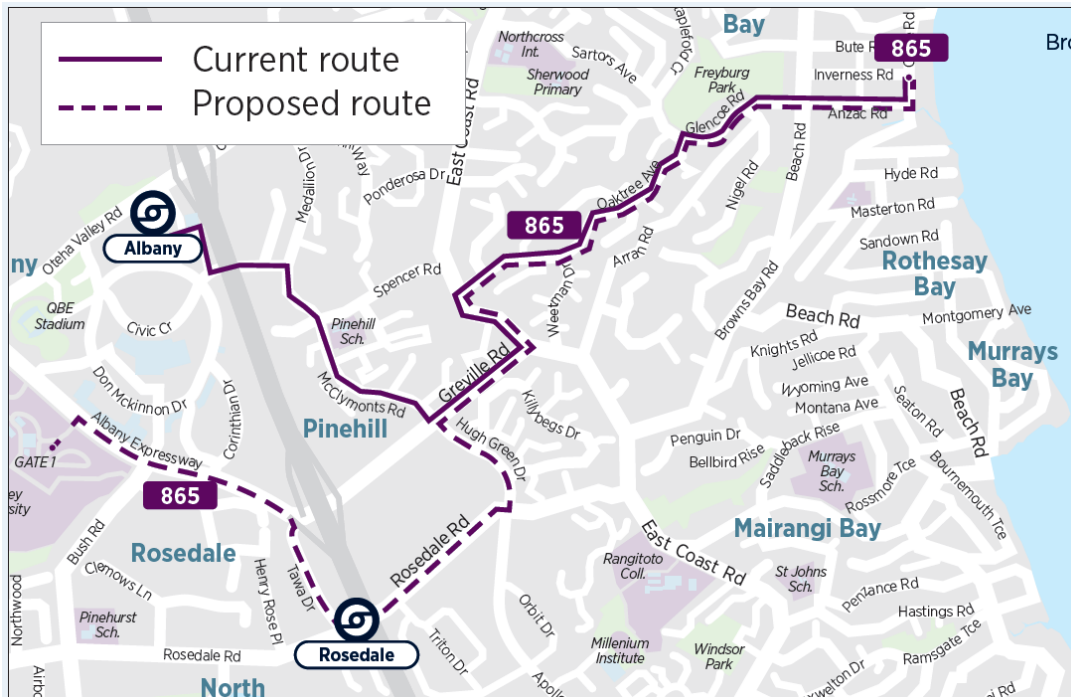 Current route
Proposed route
Northcross
Int.
Sherwood
Primary
Sartors Ave
Bay
Freyburg
Park
Bute
865
Rd
Inverness Rd
Anzac Rd
Glencoe Rd
Beach Rd
East Coast Rd
Ponderosa Dr
Medallion Dr
Way
Oaktree Ave
Nigel Rd
Hyde Rd
Masterton Rd
Sandown Rd
Rothesay
Bay
Oteha Valley Rd
Albany
865
Arran Rd
Weetman Dr
Browns Bay Rd
Spencer Rd
ny
QBE
Stadium
Civic Cr
Pinehill
Sch.
Beach Rd
Montgomery Ave
Knights Rd
Jellicoe Rd
Murrays
Bay
Wyoming Ave
Montana Ave
Seaton Rd
Beach Rd
Greville Rd
McClymonts Rd
Pinehill
Don Mckinnon Dr
Corinthian Dr
Killybegs Dr
Hugh Green Dr
Penguin Dr
Bellbird Rise
Saddleback Rise
Murrays
Bay
Sch.
Rossmore Tce
Bournemouth Tce
Albany Expressway
GATE 1
ey
sity
865
Rosedale
Bush Rd
Rosedale Rd
Mairangi Bay
East Coast Rd
Rangitoto
Coll.
St Johns
Sch.
Penzance Rd
Hastings Rd
Ramsgate Tce
Clemows Ln
Henry Rose Pl
Tawa Dr
Northwood
Pinehurst
Sch.
Rosedale Rd
Rosedale
Triton Dr
Orbit Dr
Millenium
Institute
Windsor
Park
Apollo
North